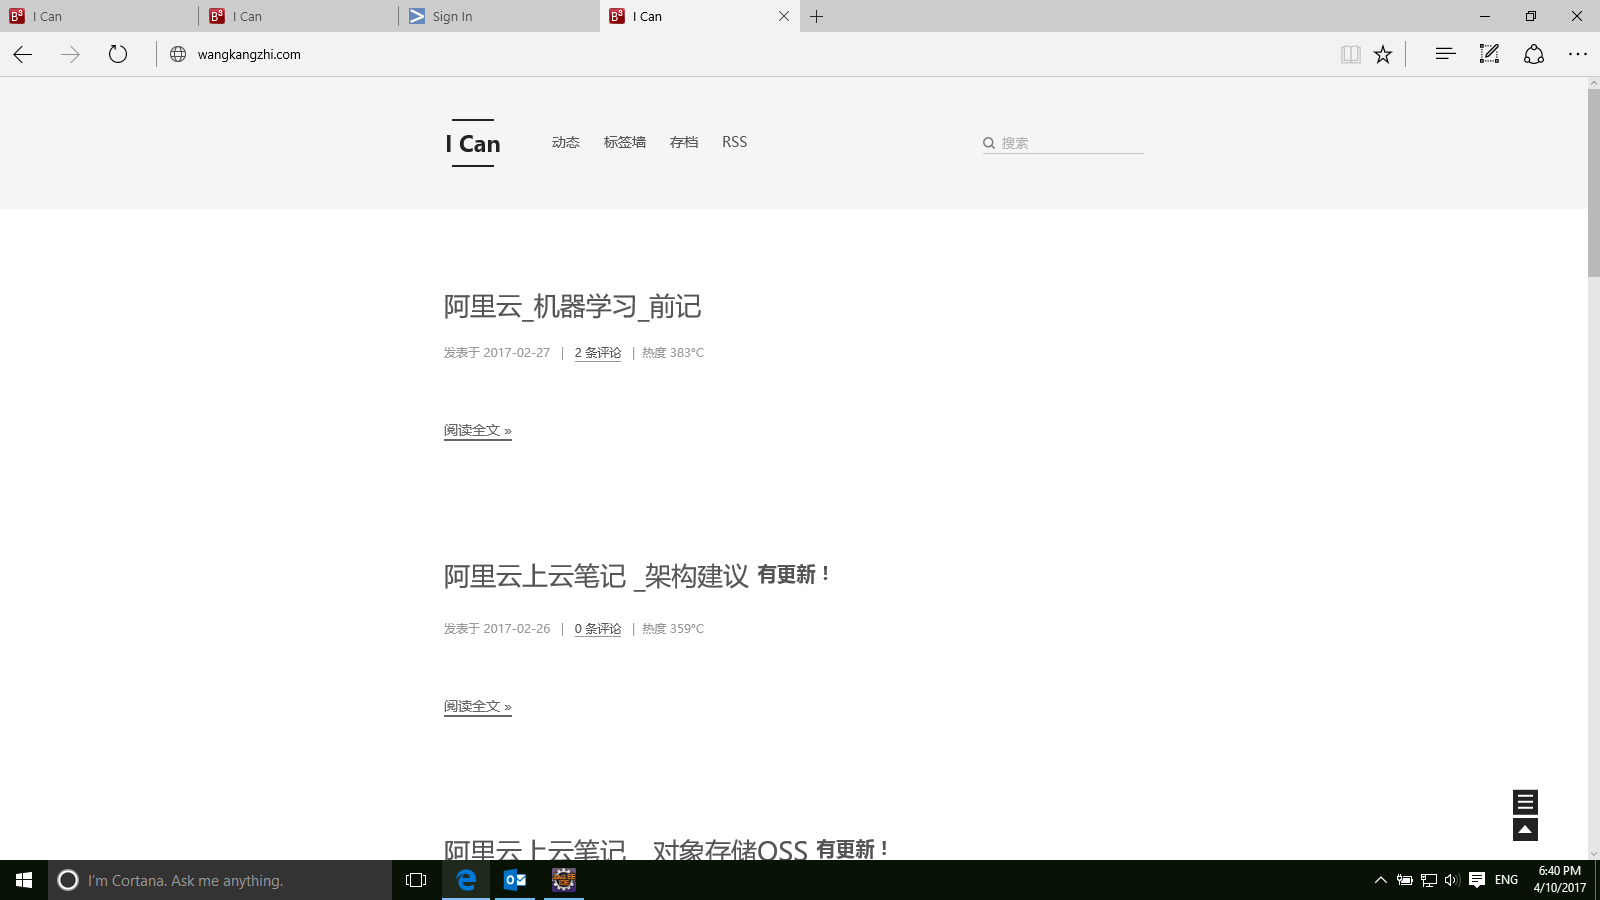 I Can
I Can
Sign In
I Can
wangkangzhi.com
I Can 动态 标签墙 存档 RSS 搜索
阿里云_机器学习_前记
发表于 2017-02-27 | 2 条评论 | 热度 383°C
阅读全文 »
阿里云上云笔记 _架构建议 有更新！
发表于 2017-02-26 | 0 条评论 | 热度 359°C
阅读全文 »
阿里云上云笔记 _ 对象存储OSS 有更新！
I'm Cortana. Ask me anything.
ENG
6:40 PM
4/10/2017